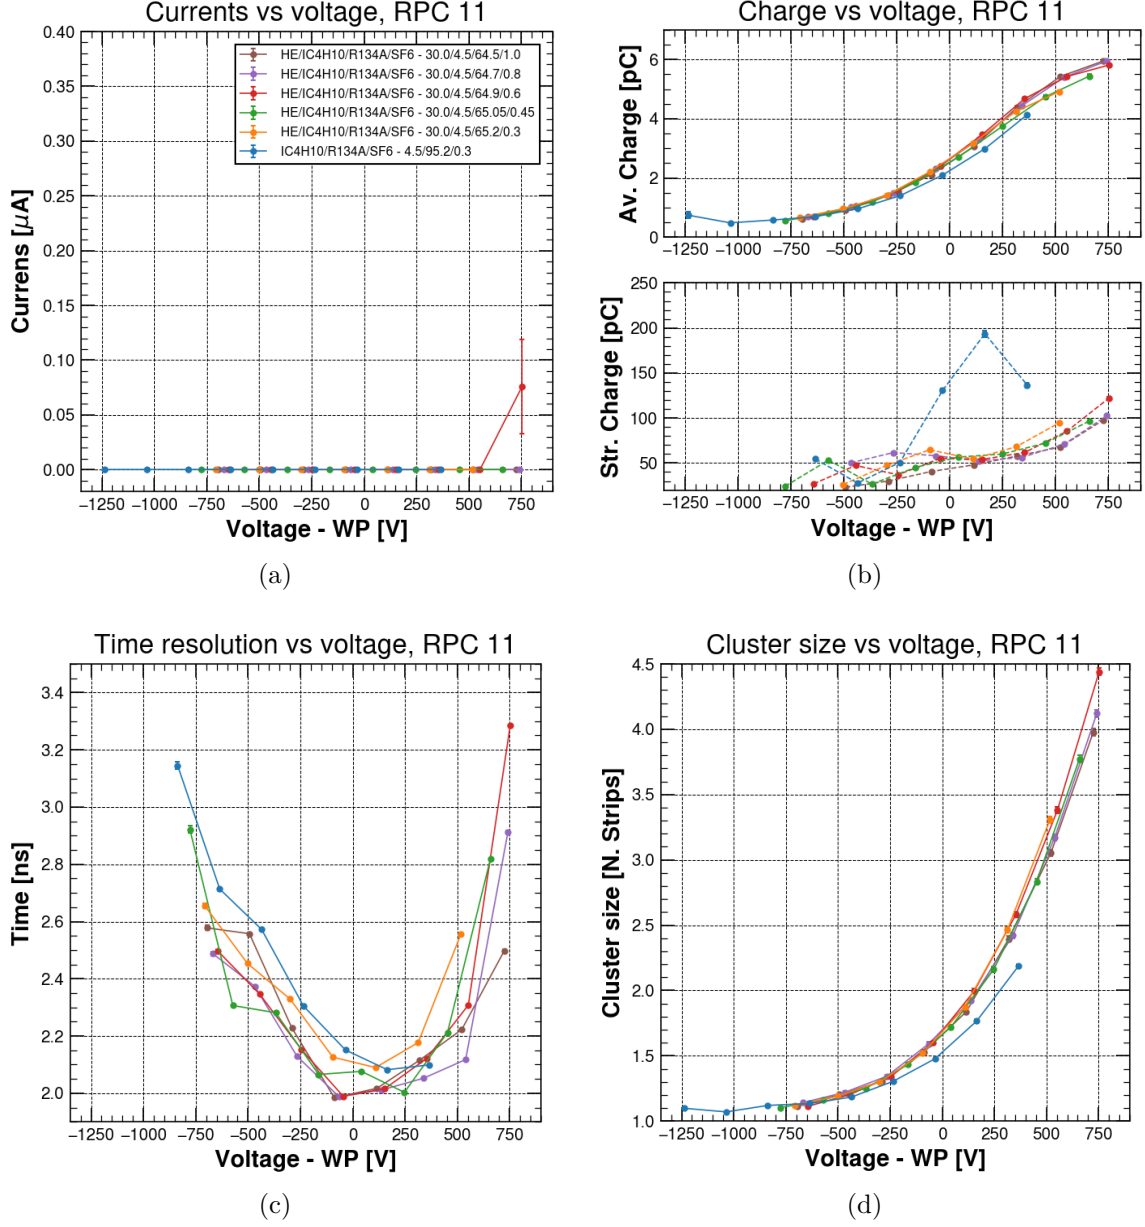 Currents vs voltage, RPC 11
0.40
0.35
0.30
0.25
0.20
0.15
0.10
0.05
0.00
Currens [μA]
HE/IC4H10/R134A/SF6 - 30.0/4.5/64.5/1.0
HE/IC4H10/R134A/SF6 - 30.0/4.5/64.7/0.8
HE/IC4H10/R134A/SF6 - 30.0/4.5/64.9/0.6
HE/IC4H10/R134A/SF6 - 30.0/4.5/65.05/0.45
HE/IC4H10/R134A/SF6 - 30.0/4.5/65.2/0.3
IC4H10/R134A/SF6 - 4.5/95.2/0.3
−1250 −1000 −750 −500 −250 0 250 500 750
Voltage - WP [V]
(a)
Charge vs voltage, RPC 11
6
4
2
0
Av. Charge [pC]
−1250 −1000 −750 −500 −250 0 250 500 750
250
200
150
100
50
Str. Charge [pC]
−1250 −1000 −750 −500 −250 0 250 500 750
Voltage - WP [V]
(b)
Time resolution vs voltage, RPC 11
3.4
3.2
3.0
2.8
2.6
2.4
2.2
2.0
Time [ns]
−1250 −1000 −750 −500 −250 0 250 500 750
Voltage - WP [V]
(c)
Cluster size vs voltage, RPC 11
4.5
4.0
3.5
3.0
2.5
2.0
1.5
1.0
Cluster size [N. Strips]
−1250 −1000 −750 −500 −250 0 250 500 750
Voltage - WP [V]
(d)